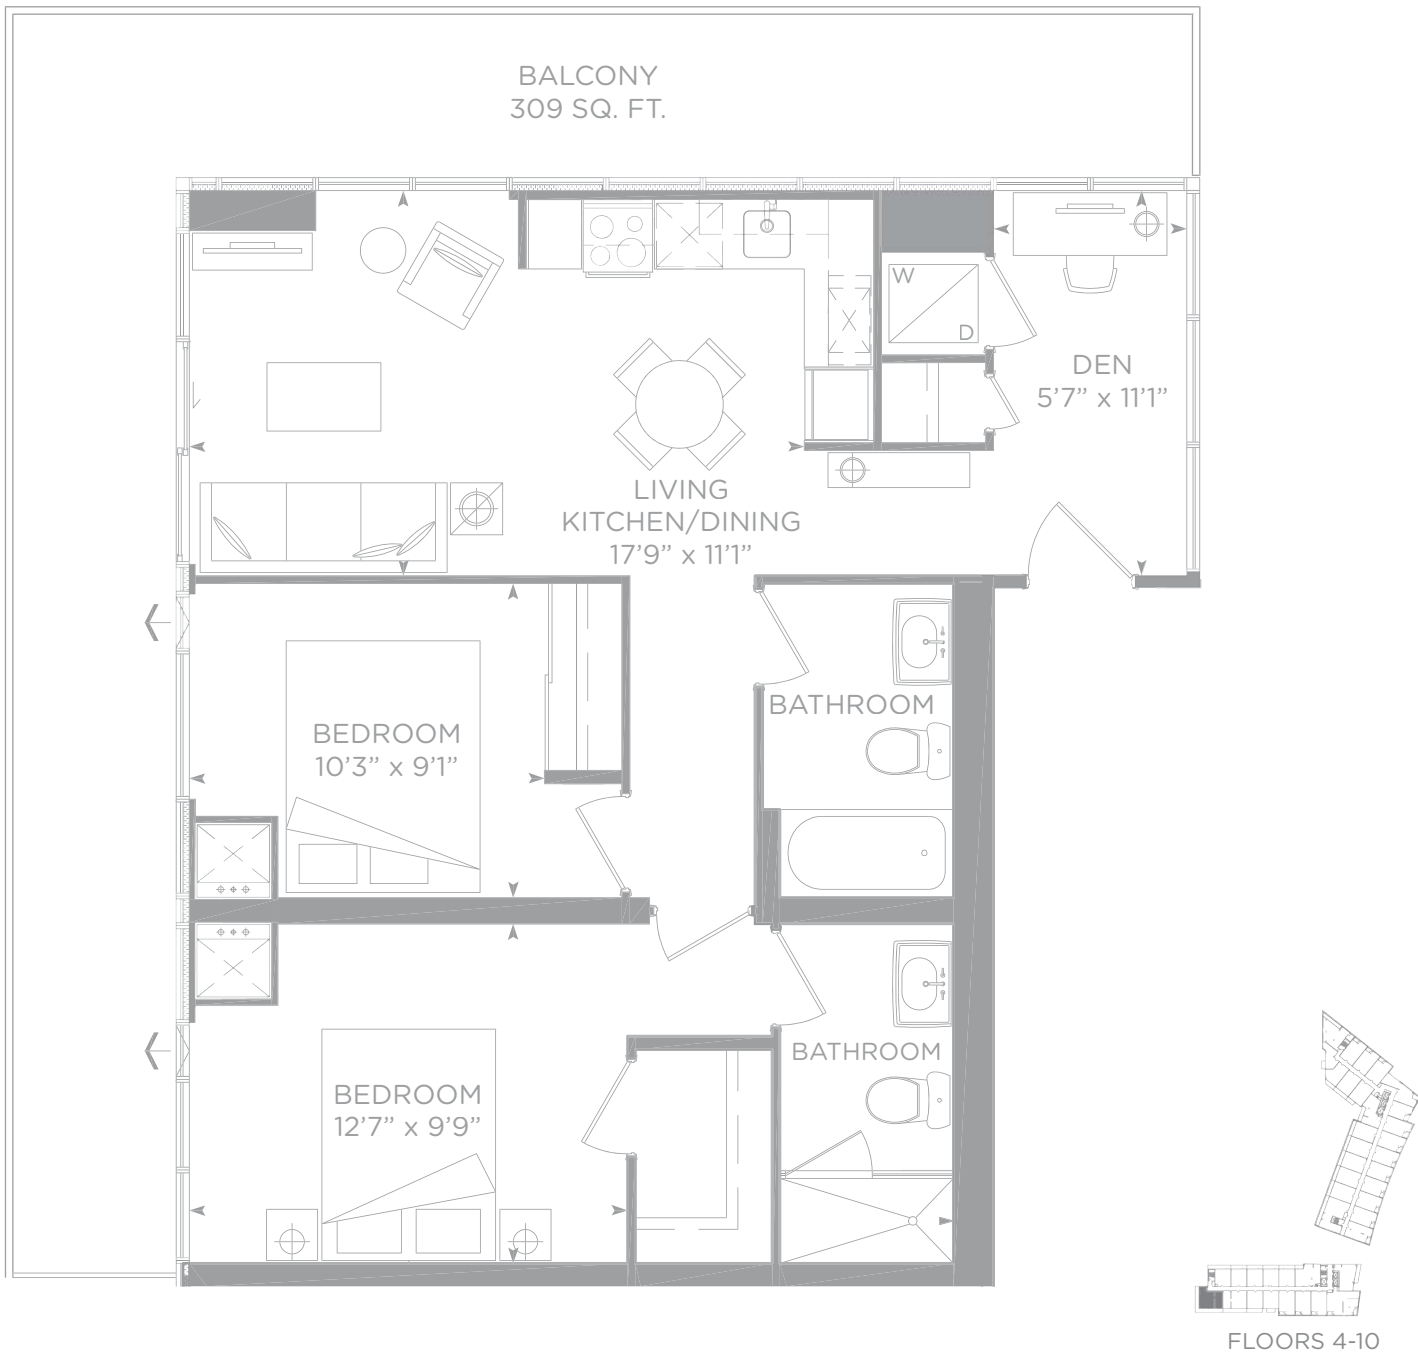 BALCONY
309 SQ. FT.
W
D
DEN
5'7” x 11'1”
LIVING
KITCHEN/DINING
17'9” x 11'1”
BATHROOM
BEDROOM
10'3” x 9'1”
BATHROOM
BEDROOM
12'7” x 9'9”
FLOORS 4-10